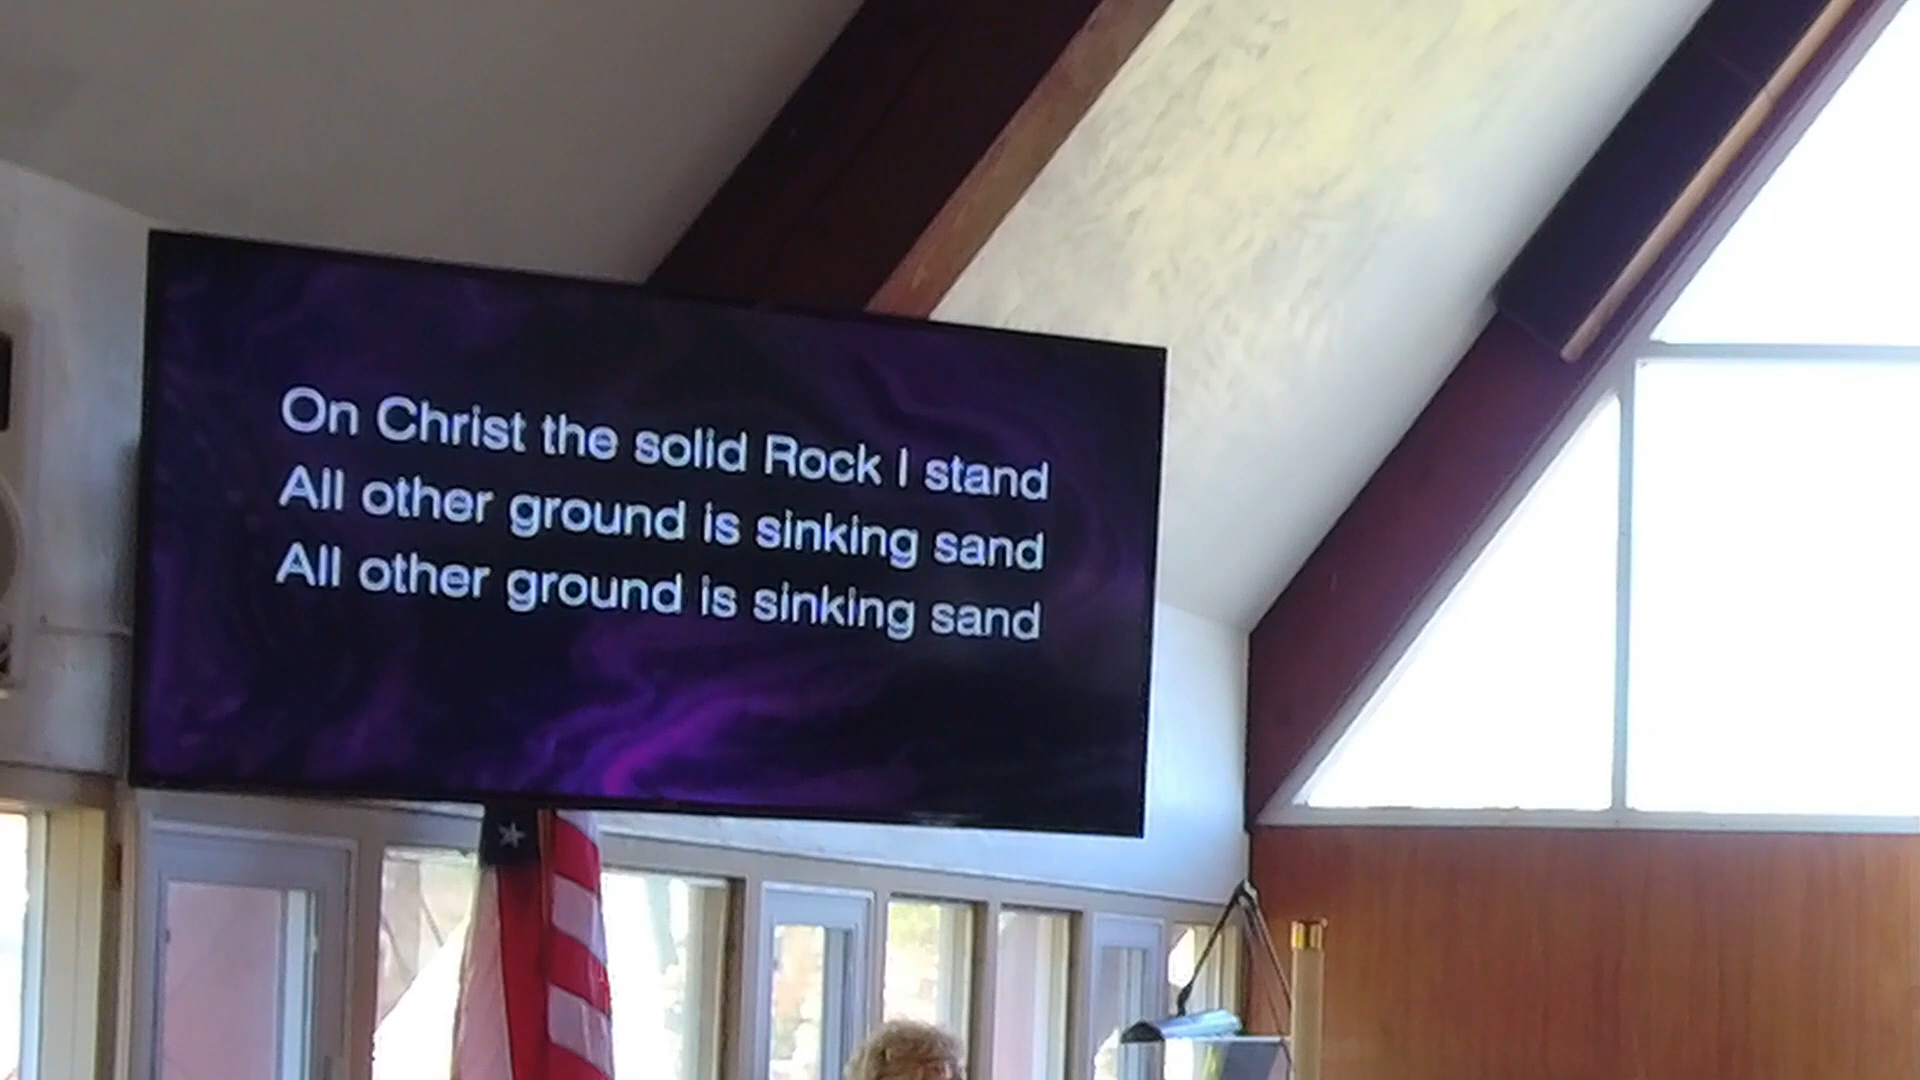 On Christ the solid Rock I stand
All other ground is sinking sand
All other ground is sinking sand